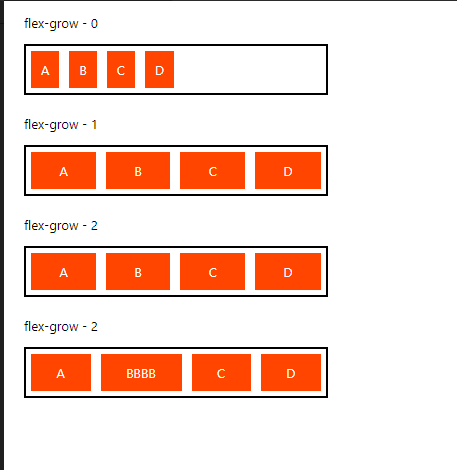 flex-grow - 0
A B C D
flex-grow - 1
A B C D
flex-grow - 2
A B C D
flex-grow - 2
A BBBB C D